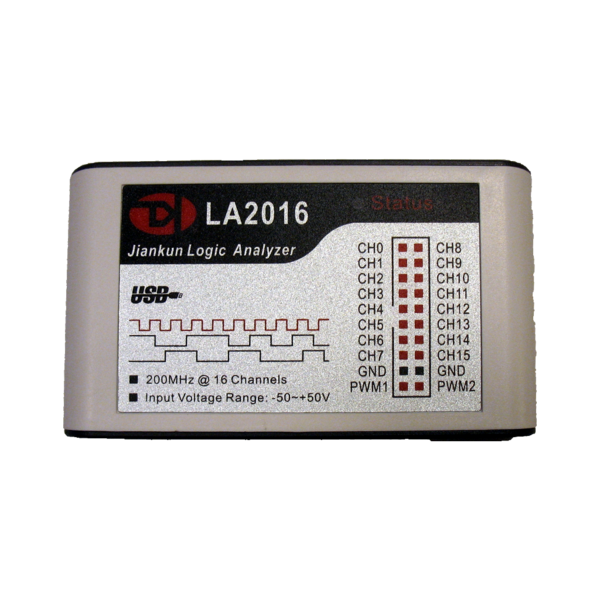 LA2016
Status
Jiankun Logic Analyzer
USB
CH0 CH8
CH1 CH9
CH2 CH10
CH3 CH11
CH4 CH12
CH5 CH13
CH6 CH14
CH7 CH15
GND GND
PWM1 PWM2
200MHz @ 16 Channels
Input Voltage Range: -50~+50V